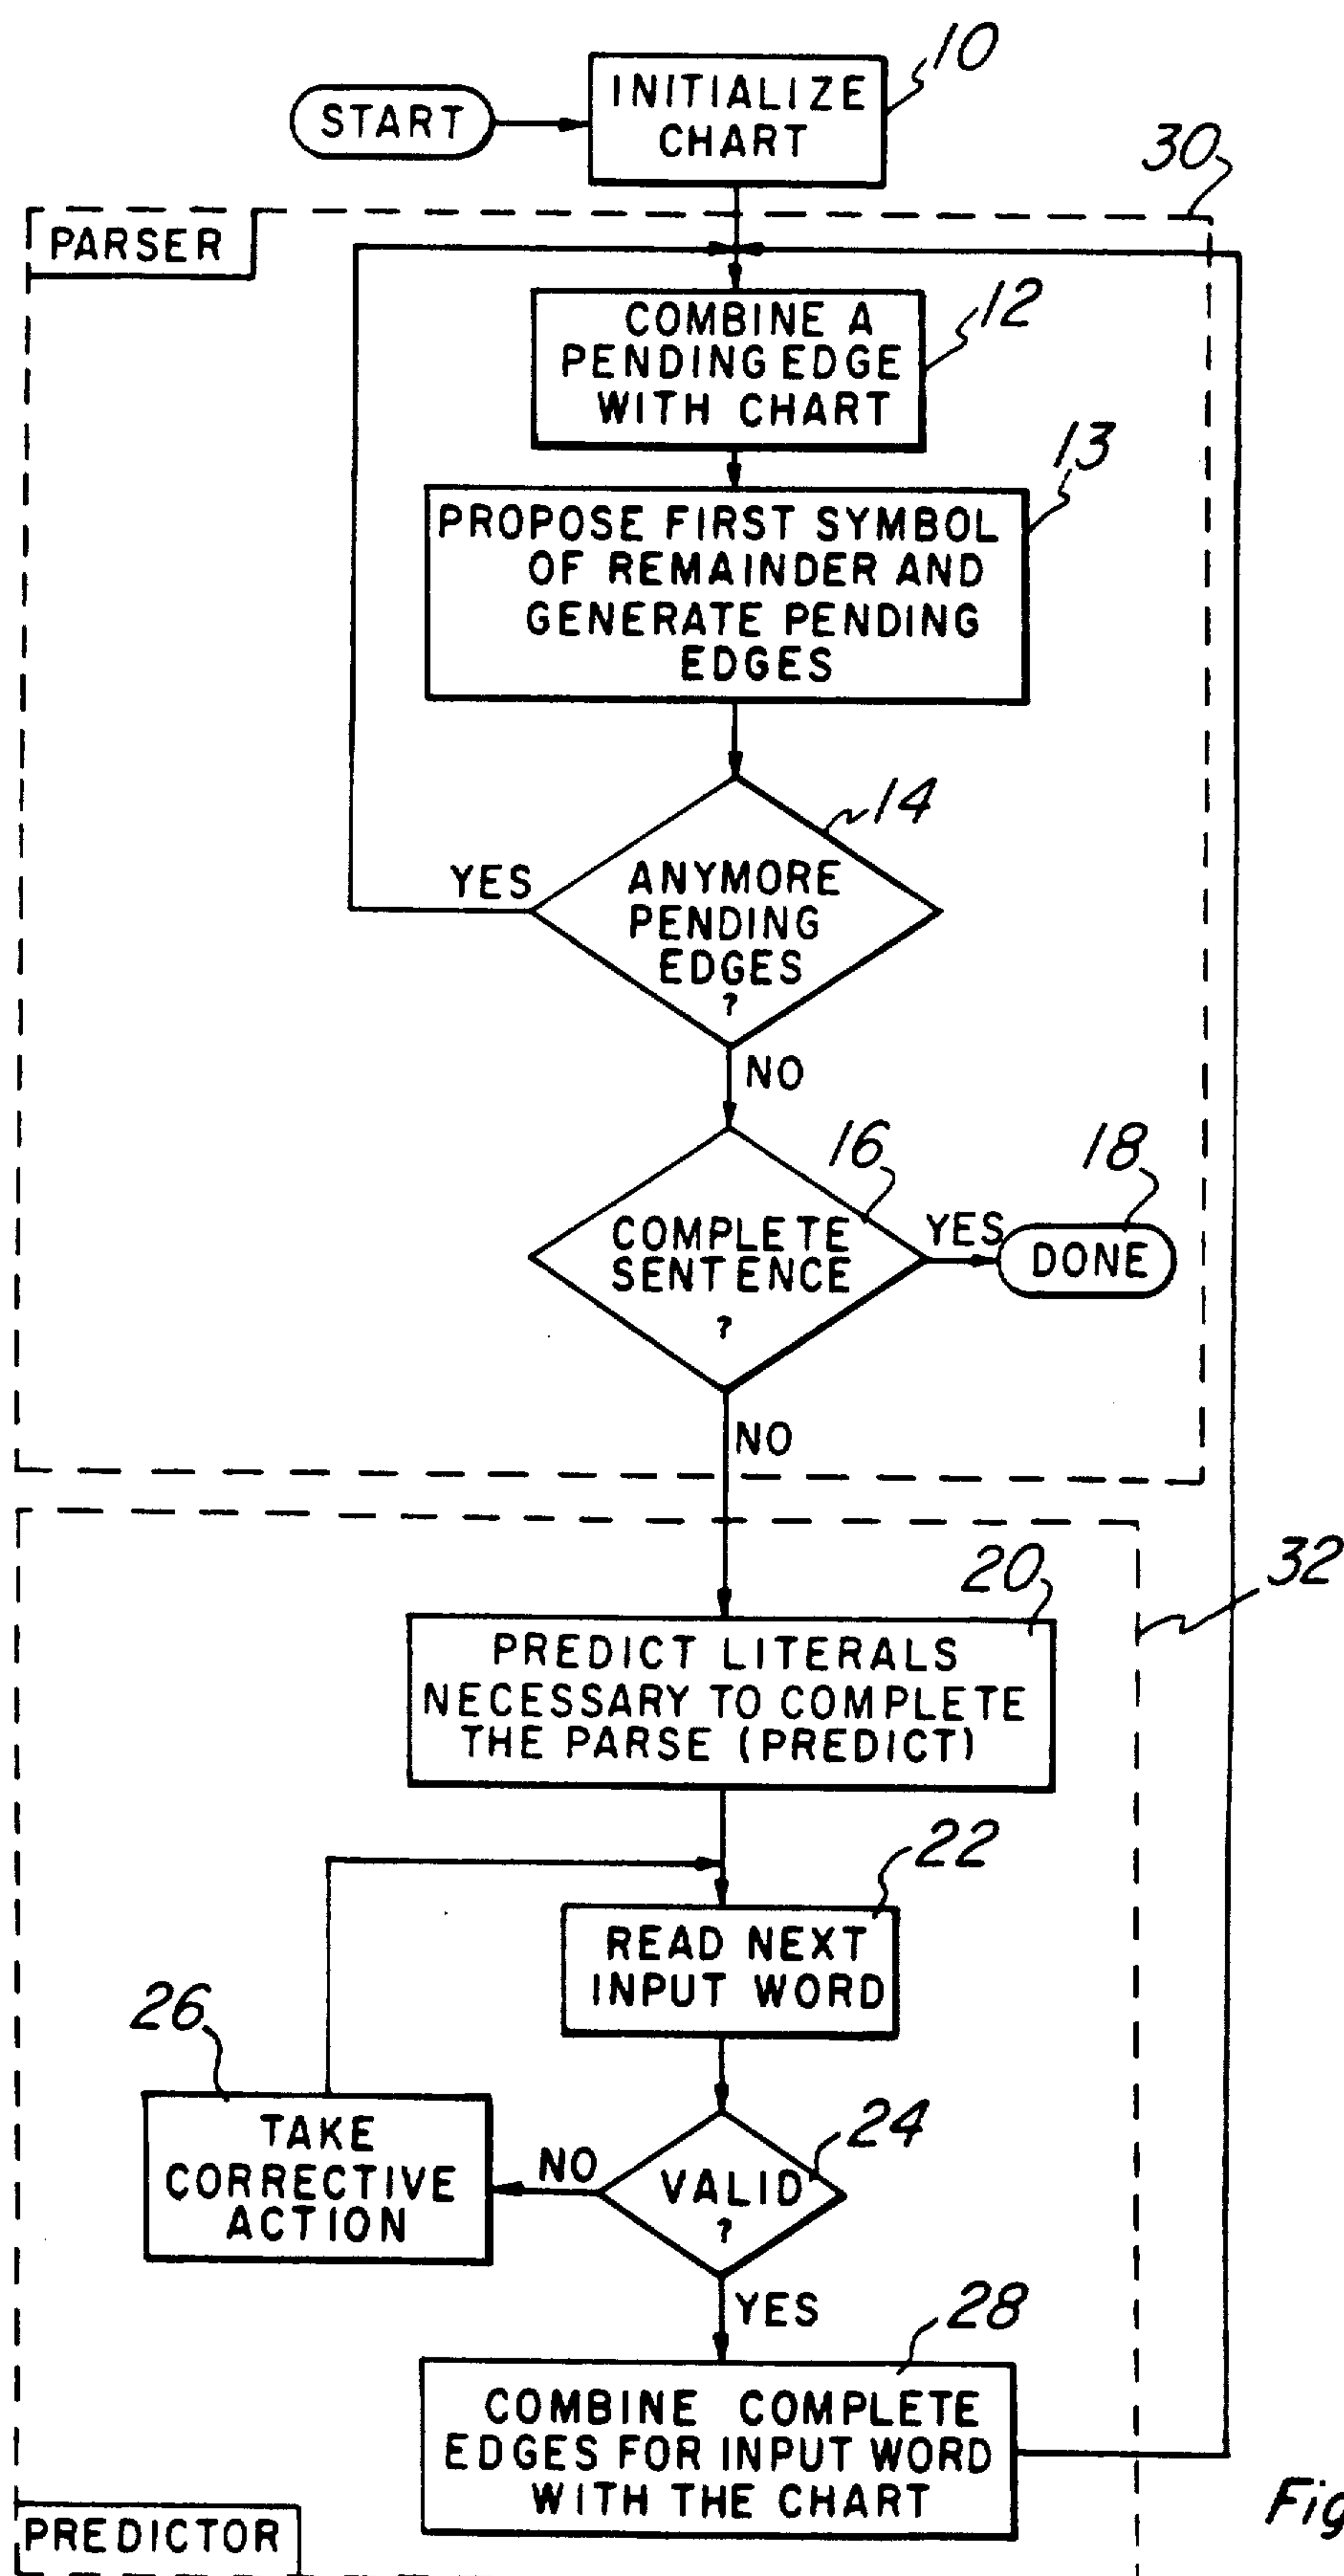 10
START
INITIALIZE
CHART
30
PARSER
12
COMBINE A
PENDING EDGE
WITH CHART
13
PROPOSE FIRST SYMBOL
OF REMAINDER AND
GENERATE PENDING
EDGES
14
YES
ANYMORE
PENDING
EDGES
?
NO
16
18
COMPLETE
SENTENCE
?
YES
DONE
NO
32
20
PREDICT LITERALS
NECESSARY TO COMPLETE
THE PARSE (PREDICT)
22
READ NEXT
INPUT WORD
26
TAKE
CORRECTIVE
ACTION
NO
24
VALID
?
YES
28
COMBINE COMPLETE
EDGES FOR INPUT WORD
WITH THE CHART
PREDICTOR
Fig